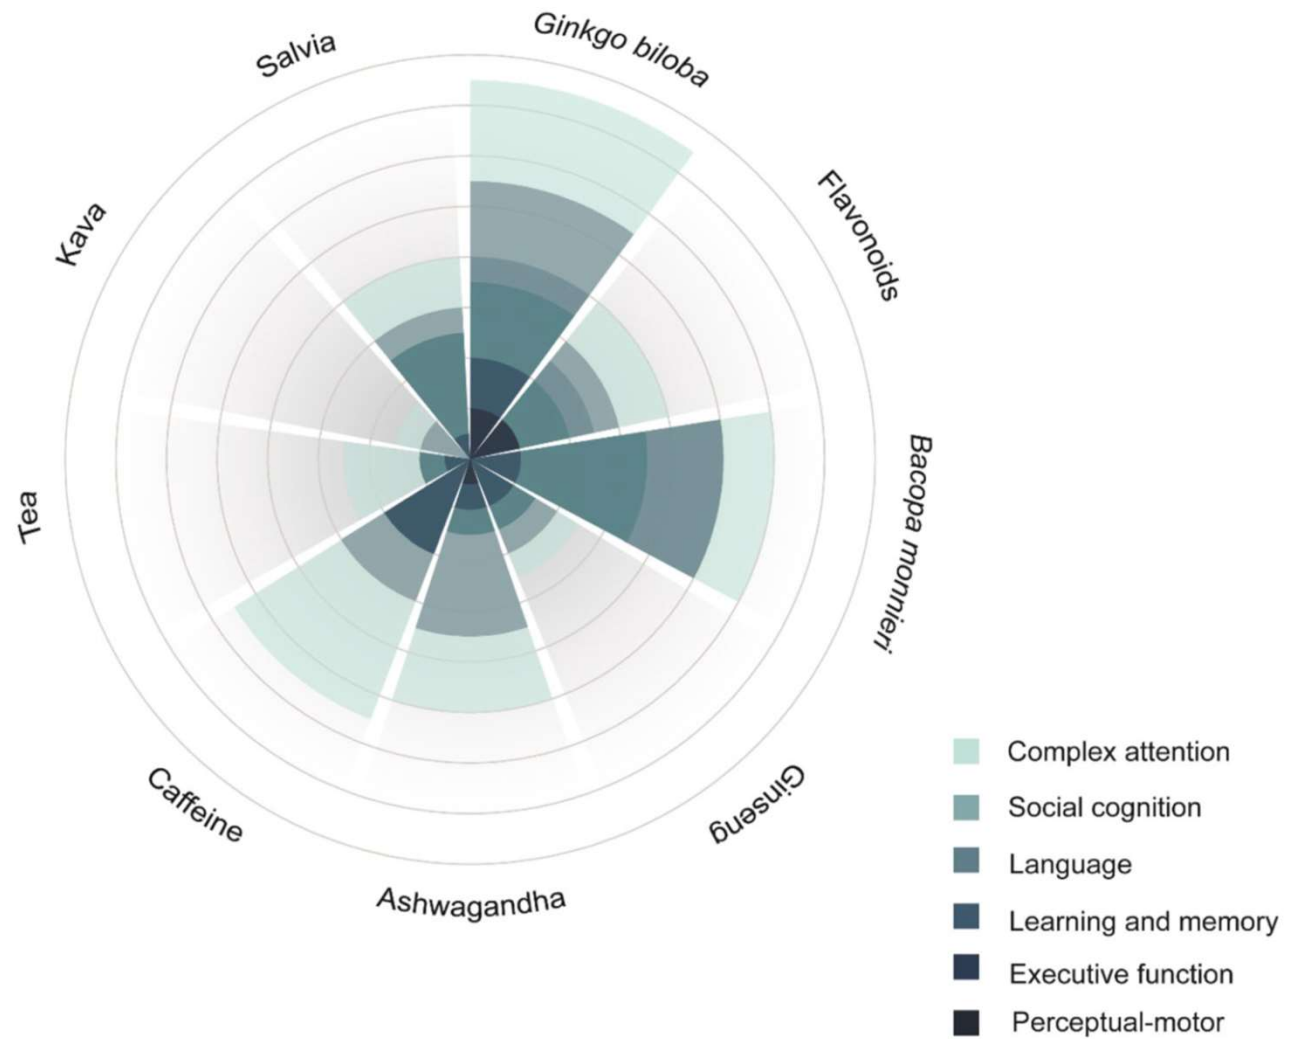 Salvia
Ginkgo biloba
Flavonoids
Kava
Bacopa monnieri
Tea
Ginseng
Caffeine
Ashwagandha
Complex attention
Social cognition
Language
Learning and memory
Executive function
Perceptual-motor